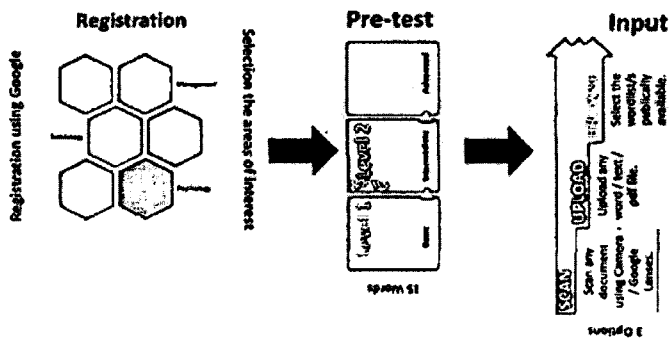 Registration
Registration using Google
Management
Psychology
Selection the areas of interest
Pre-test
Advanced
Intermediate
LEVEL 2
Basic
15 Words
Input
Select the
wordlist/s
publically
available.
UPLOAD
Upload any
word / text /
pdf file.
SCAN
Scan any
document
using Camera
/ Google
Lenses.
3 Options